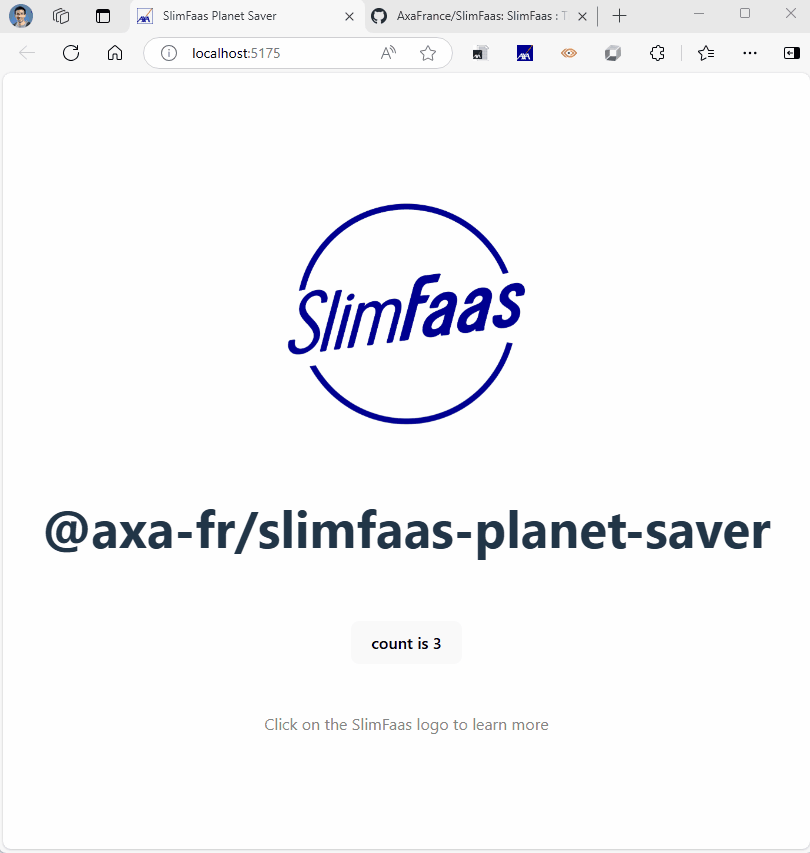 SlimFaas Planet Saver
AxaFrance/SlimFaas: SlimFaas : T
localhost:5175
SlimFaas
@axa-fr/slimfaas-planet-saver
count is 3
Click on the SlimFaas logo to learn more